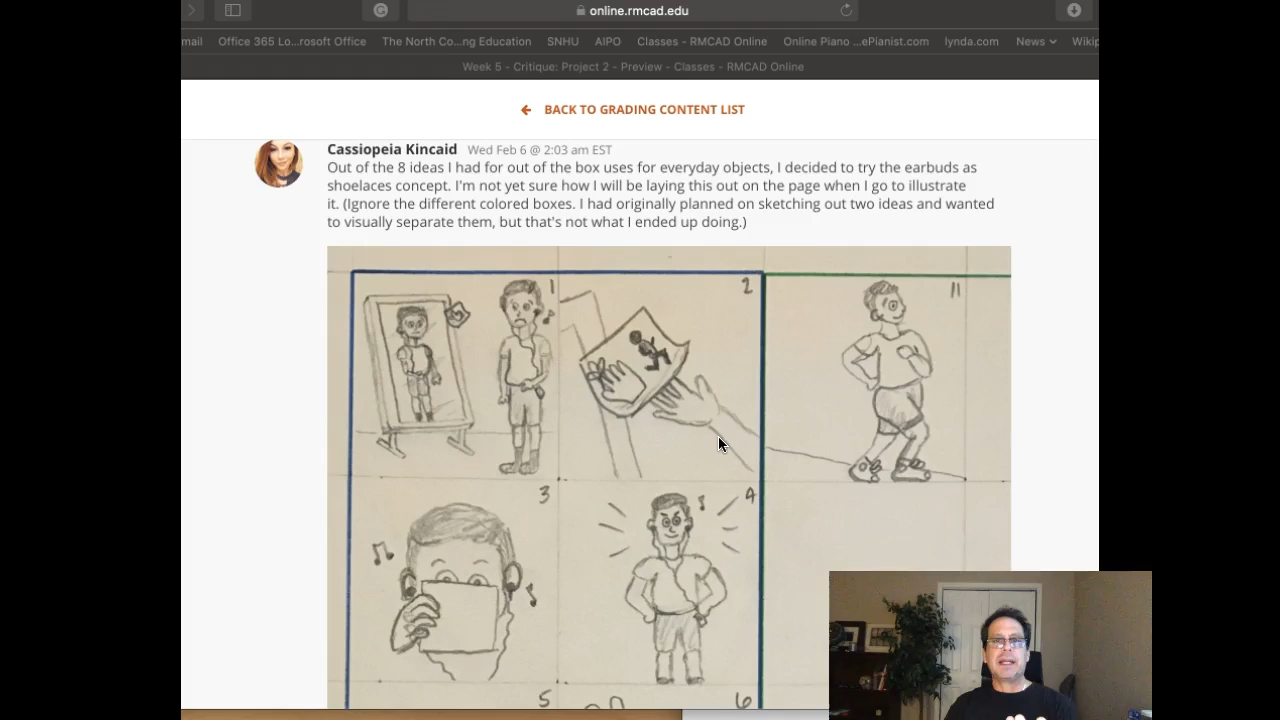 online.rmcad.edu
mail Office 365 Lo...rosoft Office The North Co...ng Education SNHU AIPO Classes - RMCAD Online Online Piano ...ePianist.com lynda.com News Wikip
Week 5 - Critique: Project 2 - Preview - Classes - RMCAD Online
BACK TO GRADING CONTENT LIST
Cassiopeia Kincaid Wed Feb 6 @ 2:03 am EST
Out of the 8 ideas I had for out of the box uses for everyday objects, I decided to try the earbuds as
shoelaces concept. I'm not yet sure how I will be laying this out on the page when I go to illustrate
it. (Ignore the different colored boxes. I had originally planned on sketching out two ideas and wanted
to visually separate them, but that's not what I ended up doing.)
1 2 11
3 4
5 6